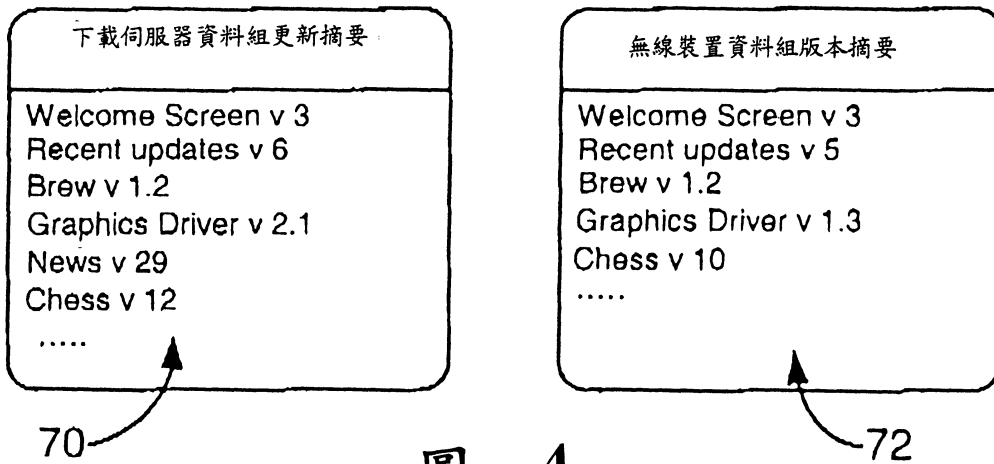 下載伺服器資料組更新摘要
Welcome Screen v 3
Recent updates v 6
Brew v 1.2
Graphics Driver v 2.1
News v 29
Chess v 12
.....
70
無線裝置資料組版本摘要
Welcome Screen v 3
Recent updates v 5
Brew v 1.2
Graphics Driver v 1.3
Chess v 10
.....
72
圖 4